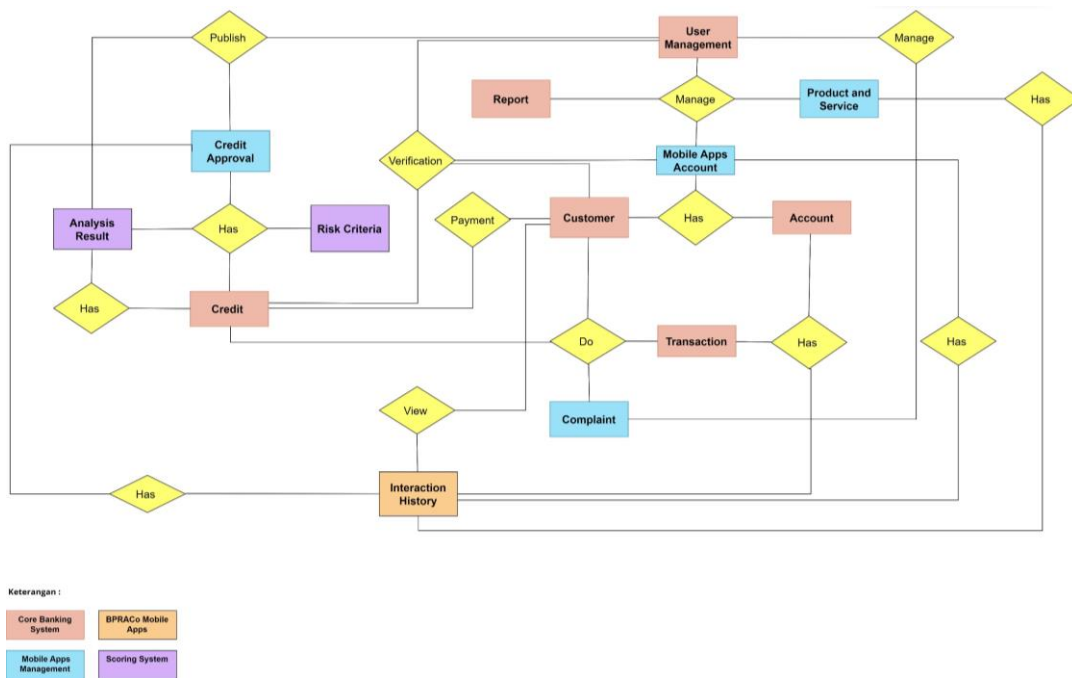 Publish
User
Management
Manage
Report
Manage
Product and
Service
Has
Credit
Approval
Verification
Mobile Apps
Account
Analysis
Result
Has
Risk Criteria
Payment
Customer
Has
Account
Has
Credit
Do
Transaction
Has
Has
View
Complaint
Has
Interaction
History
Keterangan :
Core Banking
System
BPRACo Mobile
Apps
Mobile Apps
Management
Scoring System